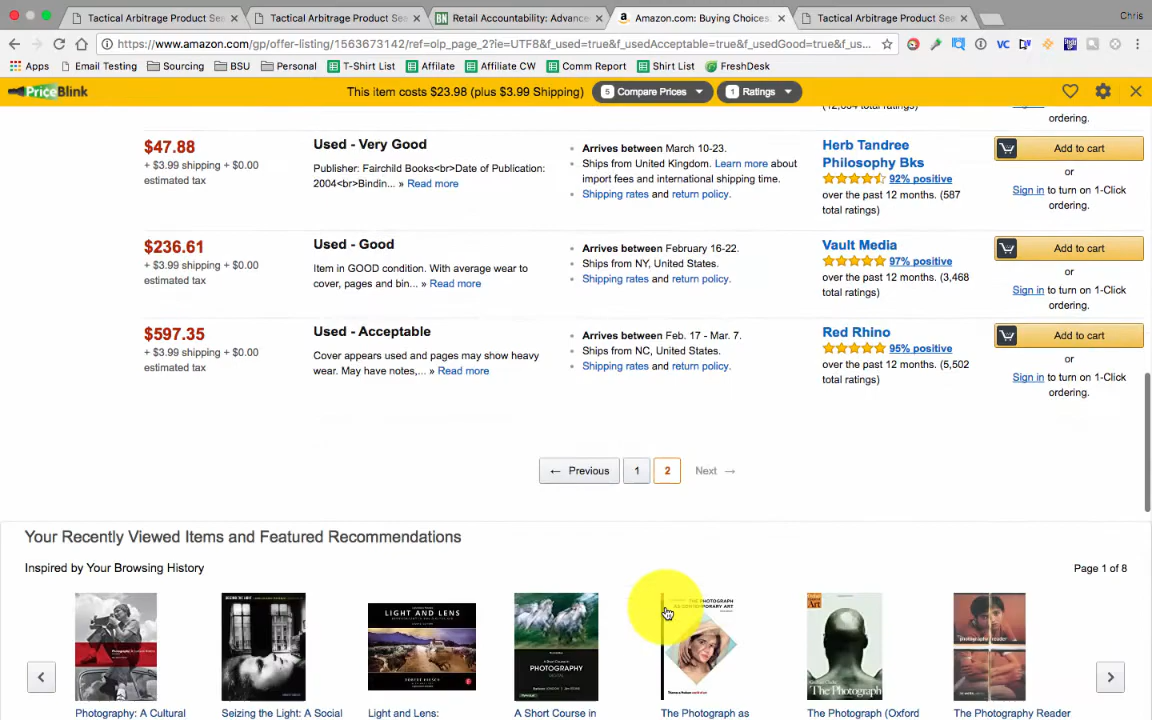 Tactical Arbitrage Product Sea
Tactical Arbitrage Product Sea
Retail Accountability: Advance
Amazon.com: Buying Choices
Tactical Arbitrage Product Sea
Chris
https://www.amazon.com/gp/offer-listing/1563673142/ref=olp_page_2?ie=UTF8&f_used=true&f_usedAcceptable=true&f_usedGood=true&f_us...
Apps
Email Testing
Sourcing
BSU
Personal
T-Shirt List
Affilate
Affiliate CW
Comm Report
Shirt List
FreshDesk
PriceBlink
This item costs $23.98 (plus $3.99 Shipping)
5 Compare Prices
1 Ratings
ordering.
$47.88
+ $3.99 shipping + $0.00
estimated tax
Used - Very Good
Publisher: Fairchild Books<br>Date of Publication:
2004<br>Bindin... » Read more
Arrives between March 10-23.
Ships from United Kingdom. Learn more about
import fees and international shipping time.
Shipping rates and return policy.
Herb Tandree
Philosophy Bks
92% positive
over the past 12 months. (587
total ratings)
Add to cart
or
Sign in to turn on 1-Click
ordering.
$236.61
+ $3.99 shipping + $0.00
estimated tax
Used - Good
Item in GOOD condition. With average wear to
cover, pages and bin... » Read more
Arrives between February 16-22.
Ships from NY, United States.
Shipping rates and return policy.
Vault Media
97% positive
over the past 12 months. (3,468
total ratings)
Add to cart
or
Sign in to turn on 1-Click
ordering.
$597.35
+ $3.99 shipping + $0.00
estimated tax
Used - Acceptable
Cover appears used and pages may show heavy
wear. May have notes,... » Read more
Arrives between Feb. 17 - Mar. 7.
Ships from NC, United States.
Shipping rates and return policy.
Red Rhino
95% positive
over the past 12 months. (5,502
total ratings)
Add to cart
or
Sign in to turn on 1-Click
ordering.
← Previous
1
2
Next →
Your Recently Viewed Items and Featured Recommendations
Inspired by Your Browsing History
Page 1 of 8
LIGHT AND LENS
PHOTOGRAPHY
The Photograph
photography reader
Photography: A Cultural
Seizing the Light: A Social
Light and Lens:
A Short Course in
The Photograph as
The Photograph (Oxford
The Photography Reader